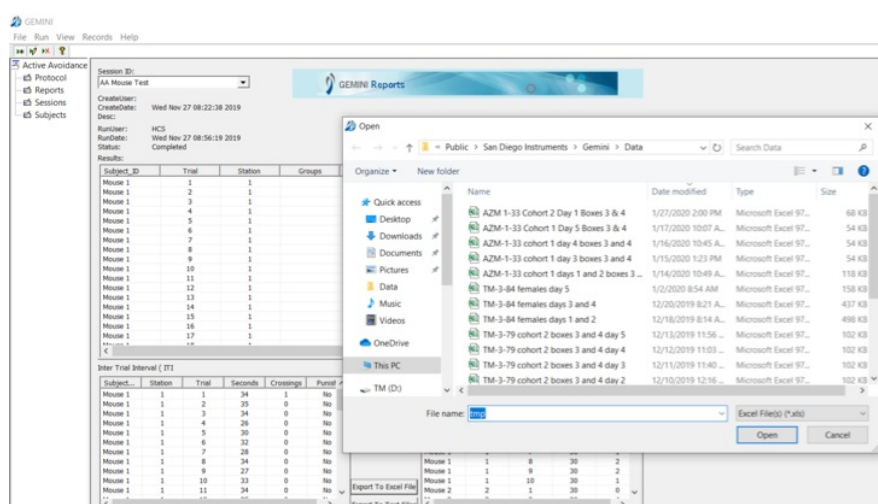 GEMINI
File Run View Records Help
Active Avoidance
Protocol
Reports
Sessions
Subjects
Session ID:
AA Mouse Test
GEMINI Reports
CreateUser:
CreateDate: Wed Nov 27 08:22:38 2019
Desc:
RunUser: HCS
RunDate: Wed Nov 27 08:56:19 2019
Status: Completed
Results:
Subject_ID Trial Station Groups
Mouse 1 1 1
Mouse 1 2 1
Mouse 1 3 1
Mouse 1 4 1
Mouse 1 5 1
Mouse 1 6 1
Mouse 1 7 1
Mouse 1 8 1
Mouse 1 9 1
Mouse 1 10 1
Mouse 1 11 1
Mouse 1 12 1
Mouse 1 13 1
Mouse 1 14 1
Mouse 1 15 1
Mouse 1 16 1
Mouse 1 17 1
Inter Trial Interval ( ITI
Subject... Station Trial Seconds Crossings Punish
Mouse 1 1 1 34 1 No
Mouse 1 1 2 35 0 No
Mouse 1 1 3 34 0 No
Mouse 1 1 4 26 0 No
Mouse 1 1 5 30 0 No
Mouse 1 1 6 32 0 No
Mouse 1 1 7 28 0 No
Mouse 1 1 8 34 0 No
Mouse 1 1 9 27 0 No
Mouse 1 1 10 33 0 No
Mouse 1 1 11 34 0 No
Export To Excel File
Export To Text File
Mouse 1 1 8 30 2
Mouse 1 1 9 30 2
Mouse 1 1 10 30 0
Mouse 2 2 1 30 0
Open
« Public > San Diego Instruments > Gemini > Data
Search Data
Organize New folder
Quick access
Desktop
Downloads
Documents
Pictures
Data
Music
Videos
OneDrive
This PC
TM (D:)
Name Date modified Type Size
AZM 1-33 Cohort 2 Day 1 Boxes 3 & 4 1/27/2020 2:00 PM Microsoft Excel 97... 68 KB
AZM-1-33 Cohort 1 Day 5 Boxes 3 & 4 1/17/2020 10:07 A... Microsoft Excel 97... 54 KB
AZM-1-33 cohort 1 day 4 boxes 3 and 4 1/16/2020 10:45 A... Microsoft Excel 97... 54 KB
AZM-1-33 cohort 1 day 3 boxes 3 and 4 1/15/2020 1:23 PM Microsoft Excel 97... 54 KB
AZM-1-33 cohort 1 days 1 and 2 boxes 3 ... 1/14/2020 10:49 A... Microsoft Excel 97... 118 KB
TM-3-84 females day 5 1/2/2020 8:54 AM Microsoft Excel 97... 158 KB
TM-3-84 females days 3 and 4 12/20/2019 8:21 A... Microsoft Excel 97... 437 KB
TM-3-84 females days 1 and 2 12/18/2019 8:14 A... Microsoft Excel 97... 498 KB
TM-3-79 cohort 2 boxes 3 and 4 day 5 12/13/2019 11:56 ... Microsoft Excel 97... 102 KB
TM-3-79 cohort 2 boxes 3 and 4 day 4 12/12/2019 11:03 ... Microsoft Excel 97... 102 KB
TM-3-79 cohort 2 boxes 3 and 4 day 3 12/11/2019 11:40 ... Microsoft Excel 97... 102 KB
TM-3-79 cohort 2 boxes 3 and 4 day 2 12/10/2019 12:16 ... Microsoft Excel 97... 102 KB
File name: tmp Excel File(s) (*.xls)
Open Cancel